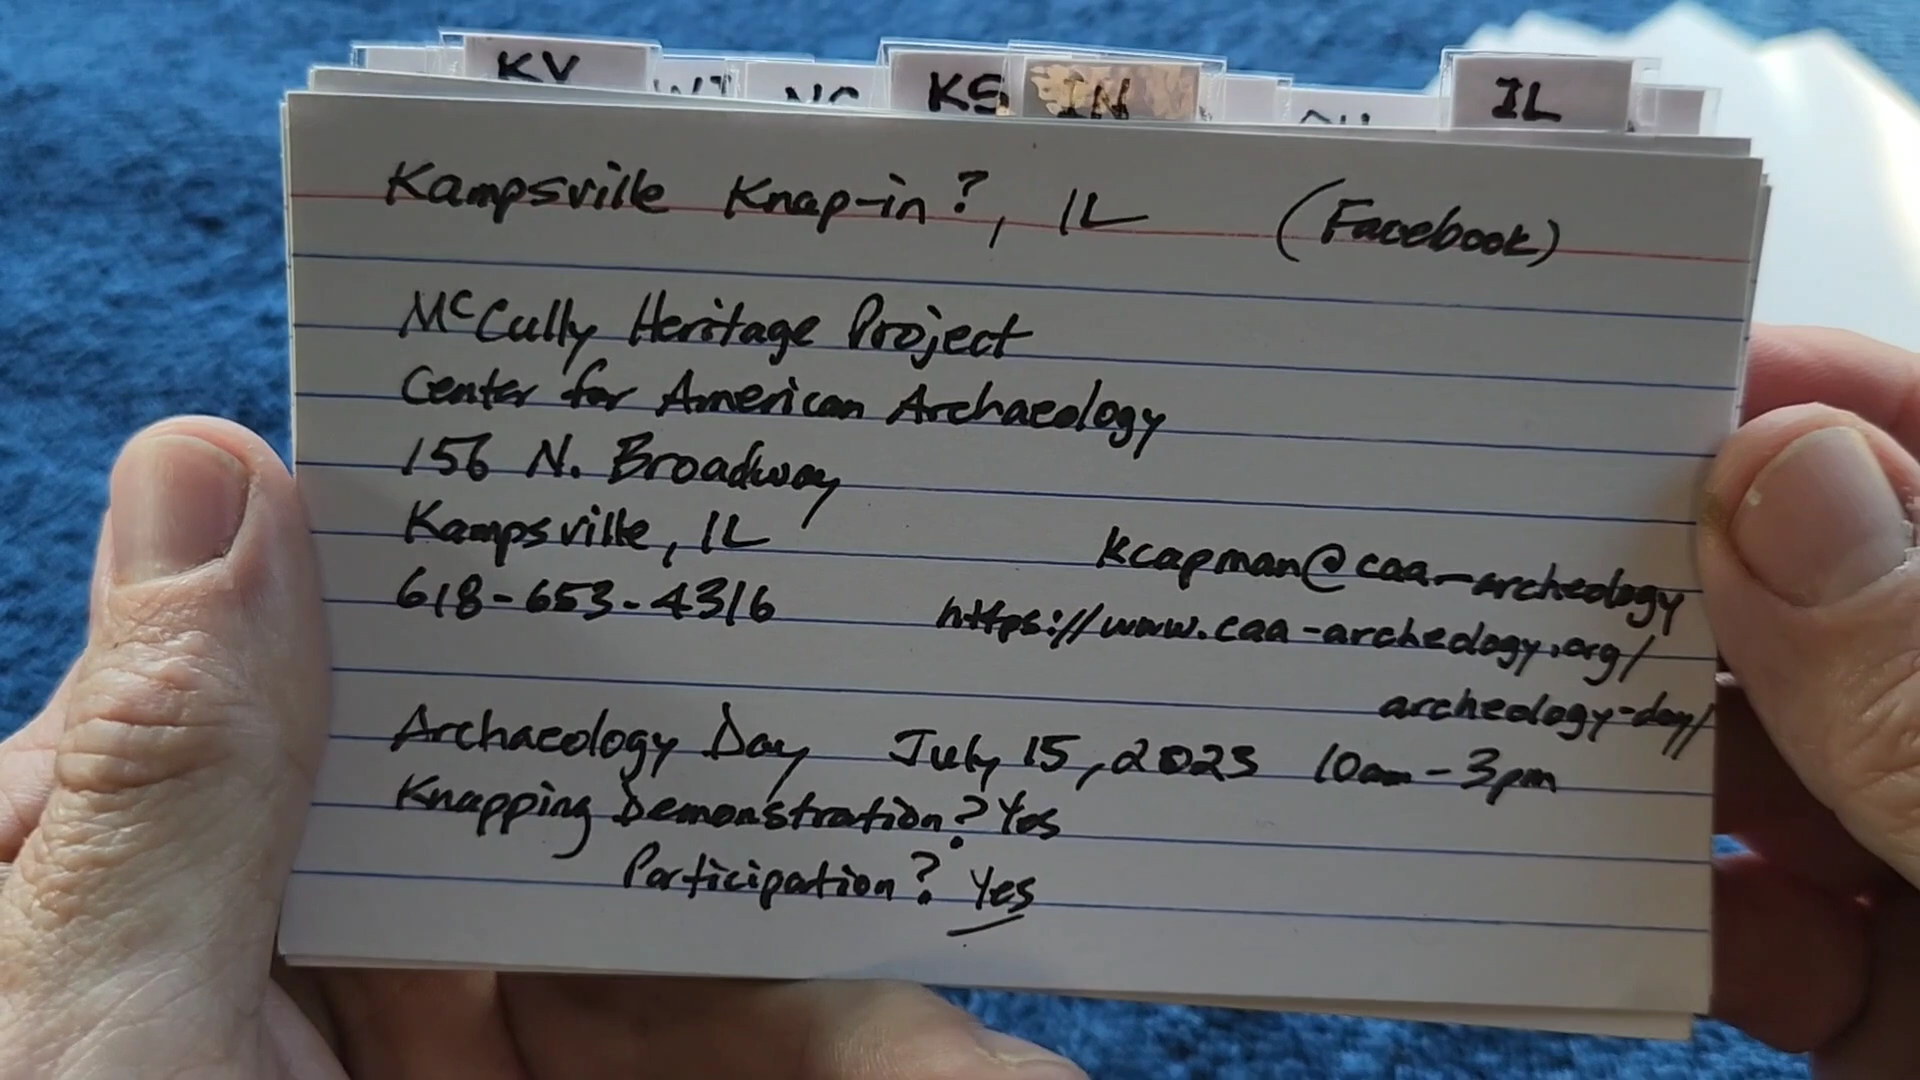 KY
KS
IN
IL
Kampsville Knap-in?, IL (Facebook)
McCully Heritage Project
Center for American Archaeology
156 N. Broadway
Kampsville, IL
kcapman@caa-archeology
618-653-4316
https://www.caa-archeology.org/
archeology-day/
Archaeology Day July 15, 2023 10am-3pm
Knapping Demonstration? Yes
Participation? Yes